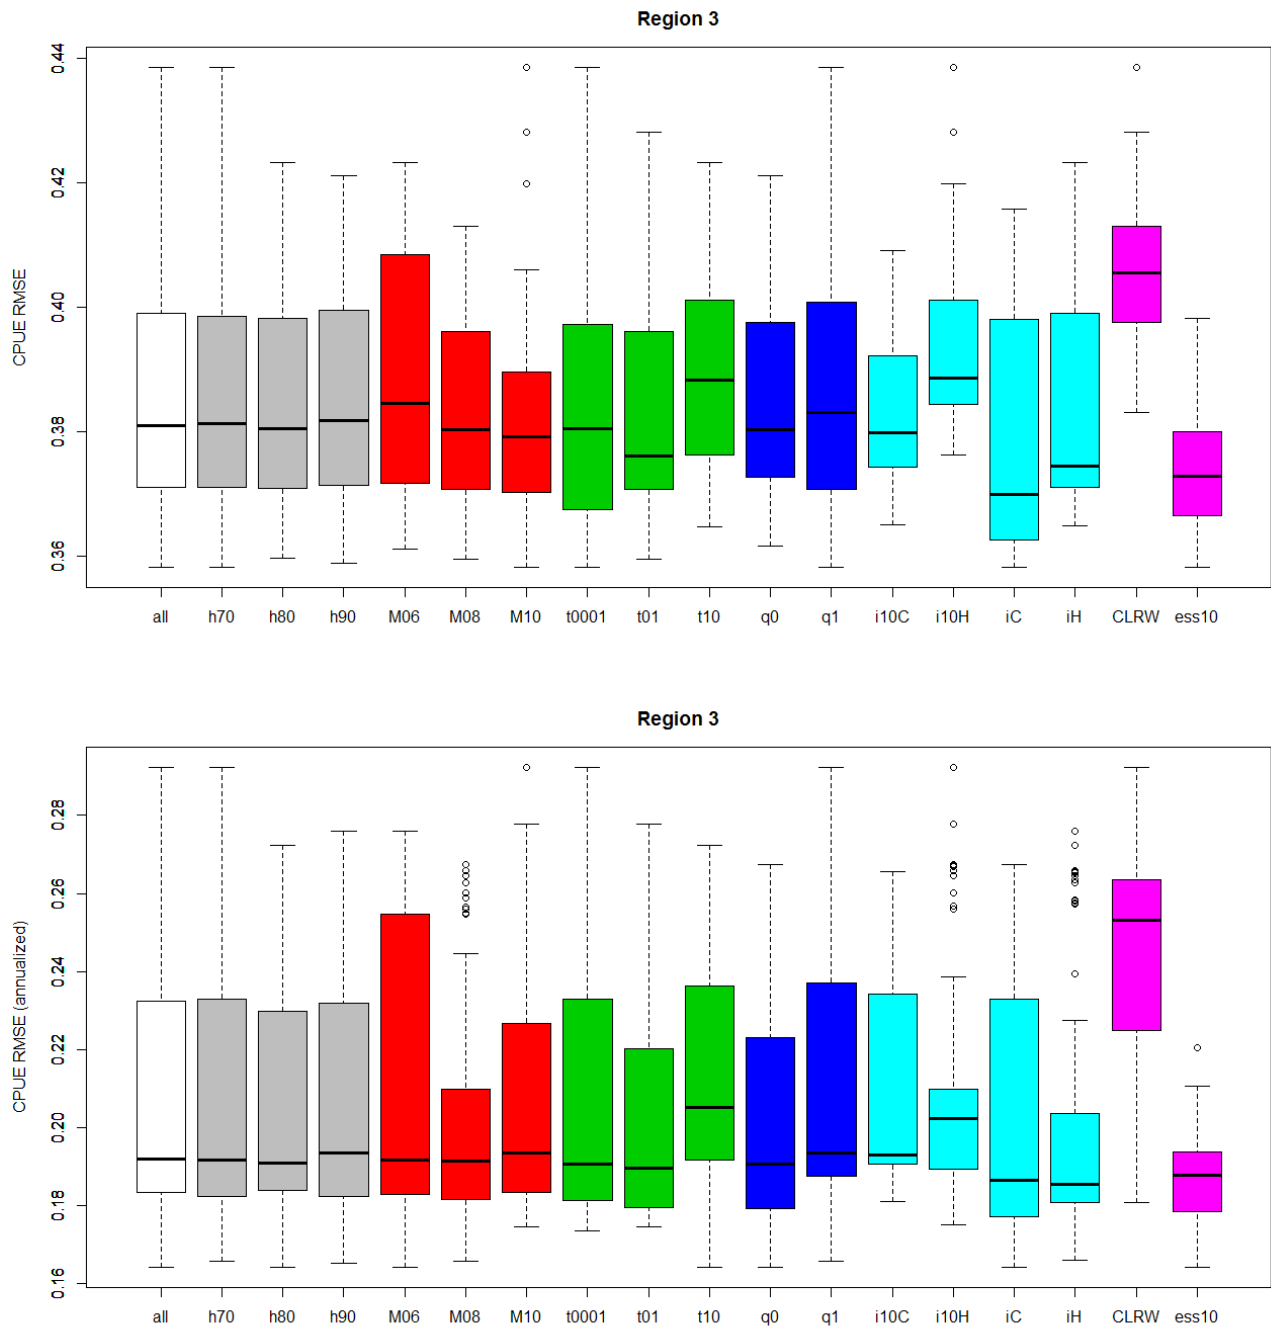 Region 3
CPUE RMSE
0.44
0.42
0.40
0.38
0.36
all h70 h80 h90 M06 M08 M10 t0001 t01 t10 q0 q1 i10C i10H iC iH CLRW ess10
Region 3
CPUE RMSE (annualized)
0.28
0.26
0.24
0.22
0.20
0.18
0.16
all h70 h80 h90 M06 M08 M10 t0001 t01 t10 q0 q1 i10C i10H iC iH CLRW ess10